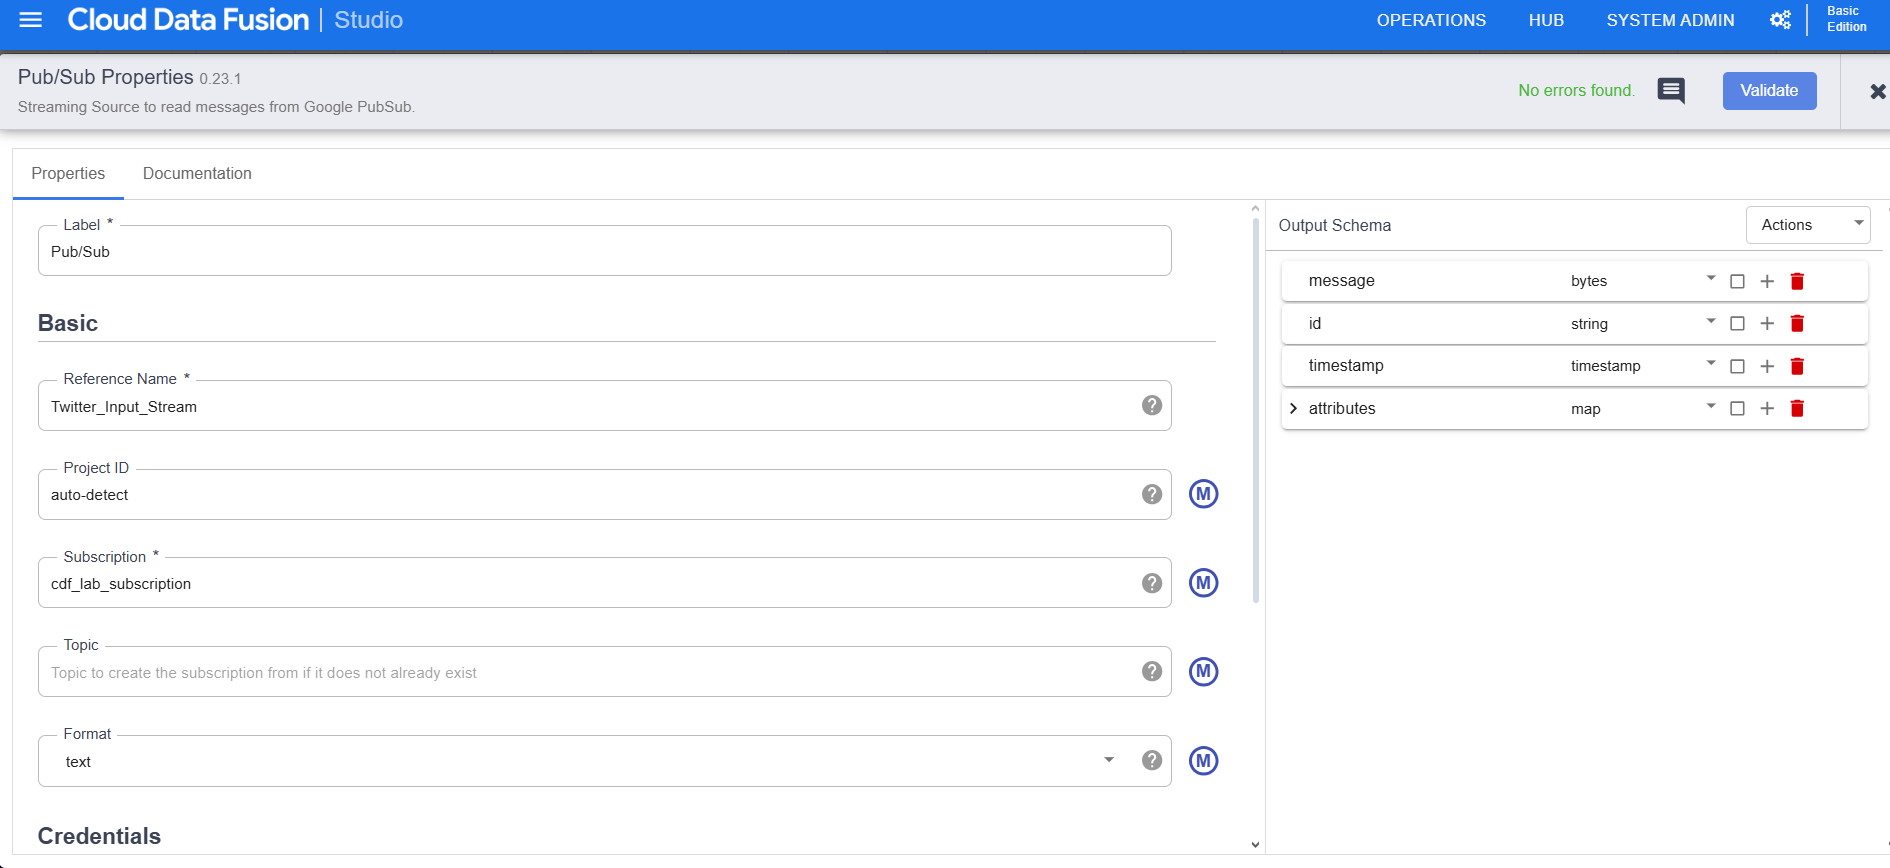 Cloud Data Fusion | Studio
OPERATIONS HUB SYSTEM ADMIN Basic Edition
Pub/Sub Properties 0.23.1
Streaming Source to read messages from Google PubSub.
No errors found. Validate
Properties Documentation
Label *
Pub/Sub
Basic
Reference Name *
Twitter_Input_Stream
Project ID
auto-detect
M
Subscription *
cdf_lab_subscription
M
Topic
Topic to create the subscription from if it does not already exist
M
Format
text
M
Credentials
Output Schema Actions
message bytes
id string
timestamp timestamp
attributes map